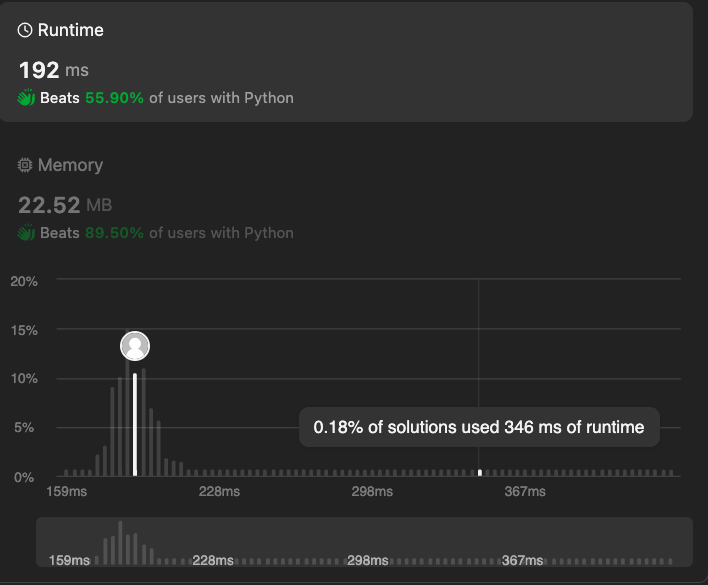 Runtime
192 ms
Beats 55.90% of users with Python
Memory
22.52 MB
Beats 89.50% of users with Python
20%
15%
10%
5%
0%
0.18% of solutions used 346 ms of runtime
159ms 228ms 298ms 367ms
159ms 228ms 298ms 367ms